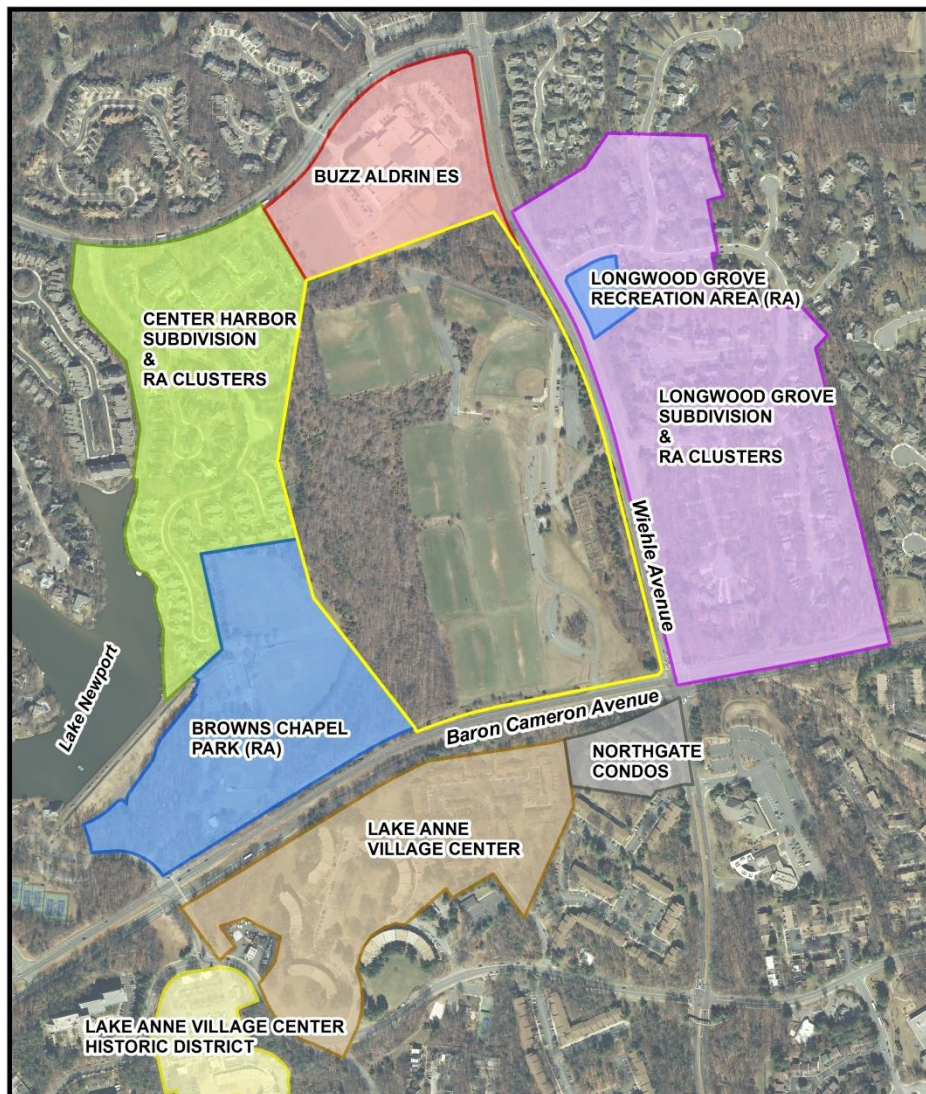 BUZZ ALDRIN ES
LONGWOOD GROVE
RECREATION AREA (RA)
CENTER HARBOR
SUBDIVISION
&
RA CLUSTERS
LONGWOOD GROVE
SUBDIVISION
&
RA CLUSTERS
Wiehle Avenue
Lake Newport
Baron Cameron Avenue
BROWNS CHAPEL
PARK (RA)
NORTHGATE
CONDOS
LAKE ANNE
VILLAGE CENTER
LAKE ANNE VILLAGE CENTER
HISTORIC DISTRICT